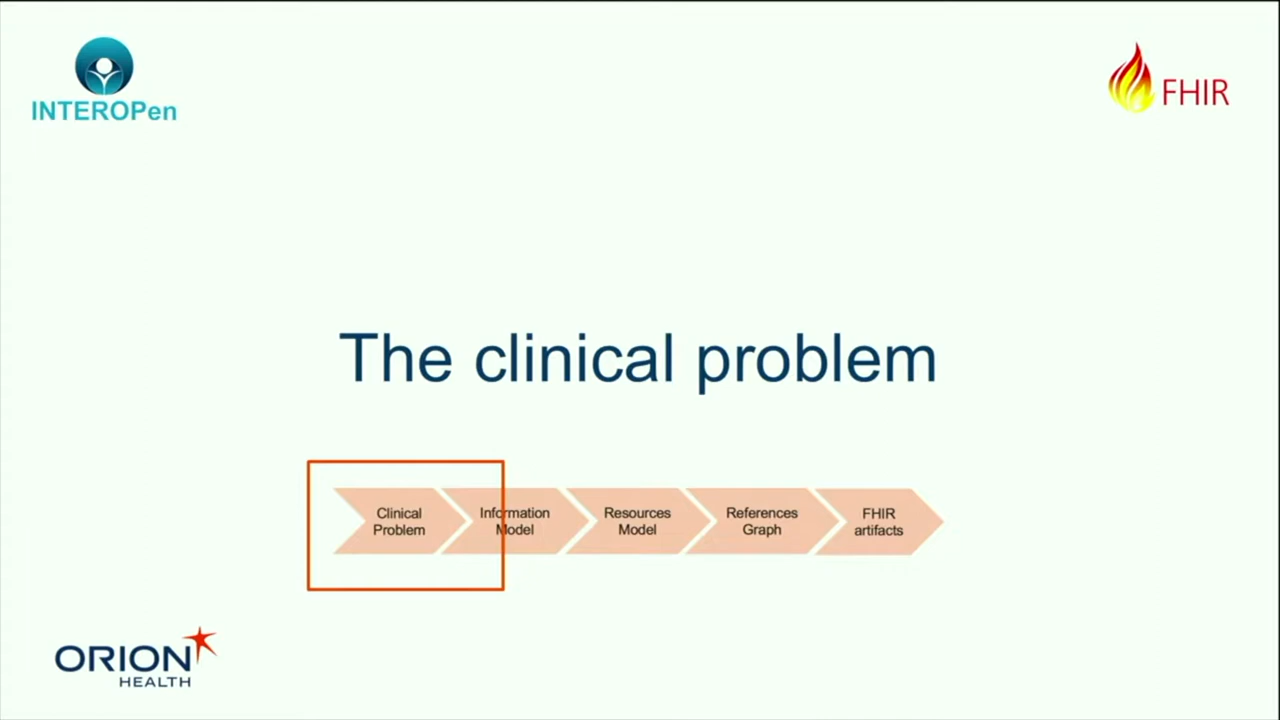 INTEROPen
FHIR
The clinical problem
Clinical
Problem
Information
Model
Resources
Model
References
Graph
FHIR
artifacts
ORION
HEALTH